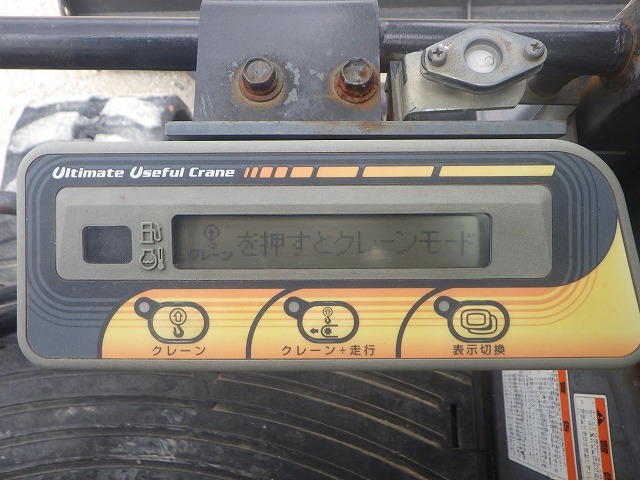 Ultimate Useful Crane
クレーン を押すとクレーンモード
クレーン
クレーン+走行
表示切換